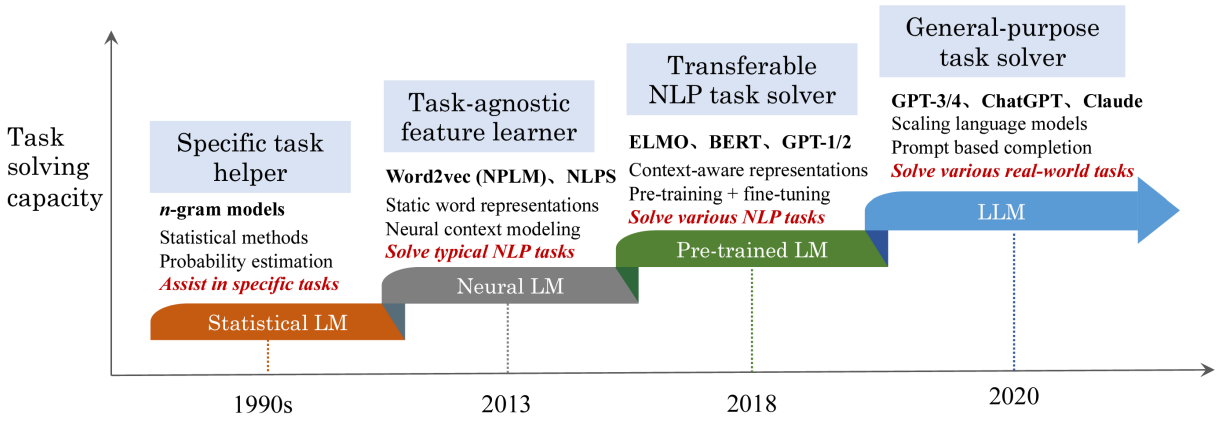 Task
solving
capacity
Specific task
helper
n-gram models
Statistical methods
Probability estimation
Assist in specific tasks
Statistical LM
1990s
Task-agnostic
feature learner
Word2vec (NPLM)、NLPS
Static word representations
Neural context modeling
Solve typical NLP tasks
Neural LM
2013
Transferable
NLP task solver
ELMO、BERT、GPT-1/2
Context-aware representations
Pre-training + fine-tuning
Solve various NLP tasks
Pre-trained LM
2018
General-purpose
task solver
GPT-3/4、ChatGPT、Claude
Scaling language models
Prompt based completion
Solve various real-world tasks
LLM
2020